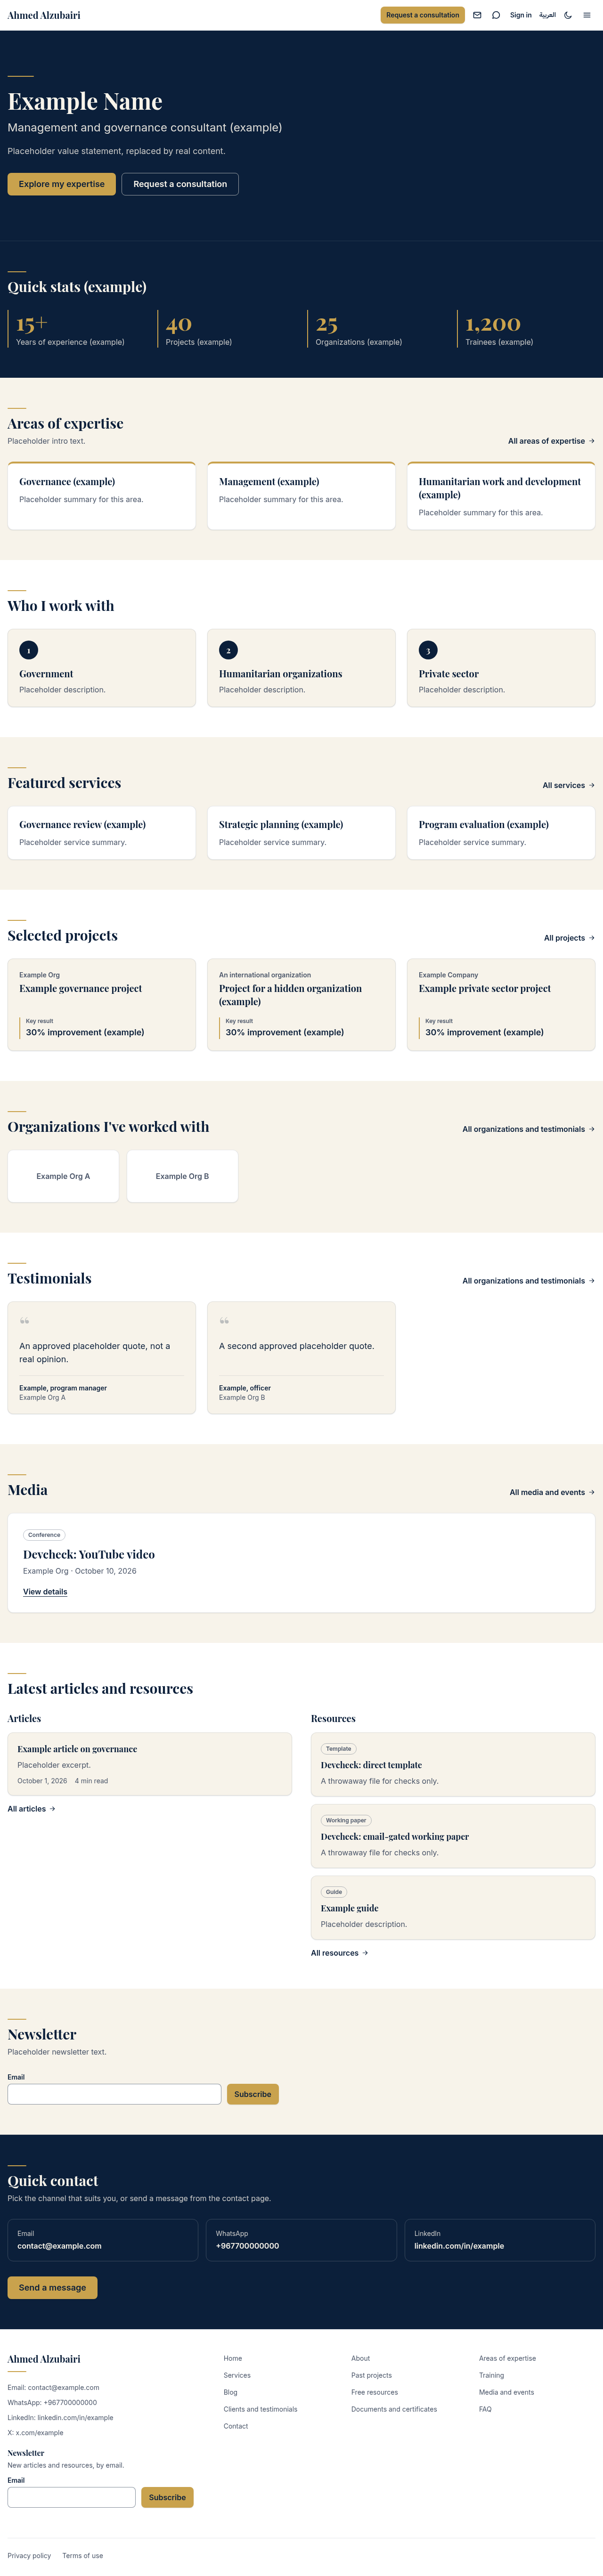 Ahmed Alzubairi
Request a consultation
Sign in
العربية
Example Name
Management and governance consultant (example)
Placeholder value statement, replaced by real content.
Explore my expertise
Request a consultation
Quick stats (example)
15+
Years of experience (example)
40
Projects (example)
25
Organizations (example)
1,200
Trainees (example)
Areas of expertise
Placeholder intro text.
All areas of expertise →
Governance (example)
Placeholder summary for this area.
Management (example)
Placeholder summary for this area.
Humanitarian work and development
(example)
Placeholder summary for this area.
Who I work with
1
Government
Placeholder description.
2
Humanitarian organizations
Placeholder description.
3
Private sector
Placeholder description.
Featured services
All services →
Governance review (example)
Placeholder service summary.
Strategic planning (example)
Placeholder service summary.
Program evaluation (example)
Placeholder service summary.
Selected projects
All projects →
Example Org
Example governance project
Key result
30% improvement (example)
An international organization
Project for a hidden organization
(example)
Key result
30% improvement (example)
Example Company
Example private sector project
Key result
30% improvement (example)
Organizations I've worked with
All organizations and testimonials →
Example Org A
Example Org B
Testimonials
All organizations and testimonials →
“
An approved placeholder quote, not a
real opinion.
Example, program manager
Example Org A
“
A second approved placeholder quote.
Example, officer
Example Org B
Media
All media and events →
Conference
Devcheck: YouTube video
Example Org · October 10, 2026
View details
Latest articles and resources
Articles
Example article on governance
Placeholder excerpt.
October 1, 2026 4 min read
All articles →
Resources
Template
Devcheck: direct template
A throwaway file for checks only.
Working paper
Devcheck: email-gated working paper
A throwaway file for checks only.
Guide
Example guide
Placeholder description.
All resources →
Newsletter
Placeholder newsletter text.
Email
Subscribe
Quick contact
Pick the channel that suits you, or send a message from the contact page.
Email
contact@example.com
WhatsApp
+967700000000
LinkedIn
linkedin.com/in/example
Send a message
Ahmed Alzubairi
Email: contact@example.com
WhatsApp: +967700000000
LinkedIn: linkedin.com/in/example
X: x.com/example
Newsletter
New articles and resources, by email.
Email
Subscribe
Home
About
Areas of expertise
Services
Past projects
Training
Blog
Free resources
Media and events
Clients and testimonials
Documents and certificates
FAQ
Contact
Privacy policy
Terms of use